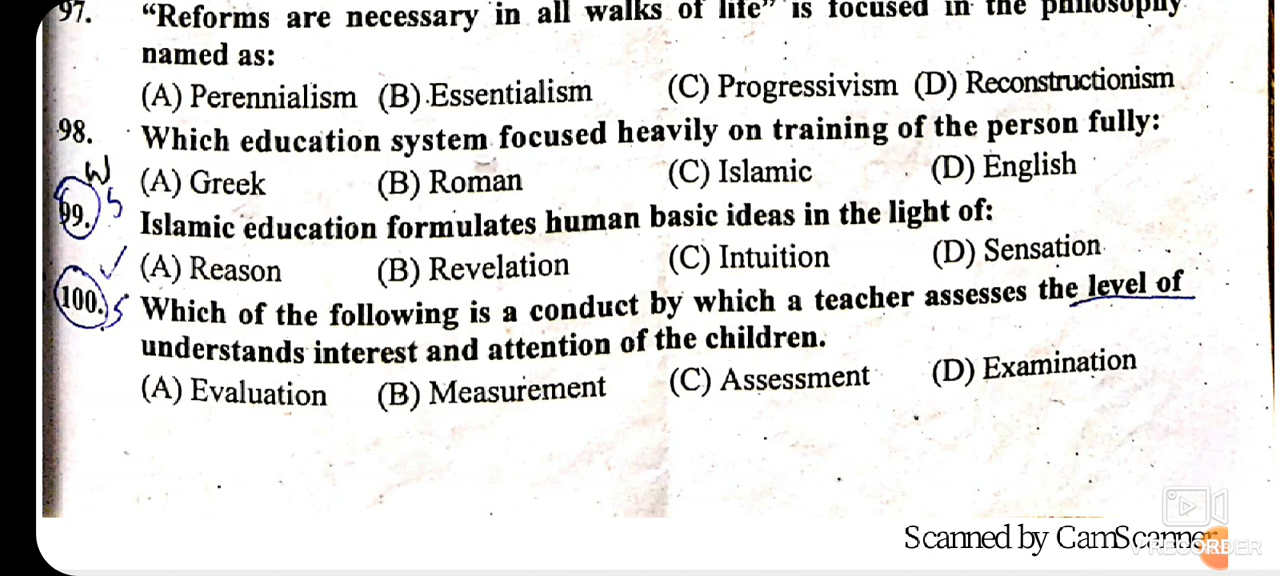 97. “Reforms are necessary in all walks of life” is focused in the philosophy
named as:
(A) Perennialism (B) Essentialism (C) Progressivism (D) Reconstructionism
98. Which education system focused heavily on training of the person fully:
(A) Greek (B) Roman (C) Islamic (D) English
99. Islamic education formulates human basic ideas in the light of:
(A) Reason (B) Revelation (C) Intuition (D) Sensation
100. Which of the following is a conduct by which a teacher assesses the level of
understands interest and attention of the children.
(A) Evaluation (B) Measurement (C) Assessment (D) Examination
Scanned by CamScanner
RECORDER